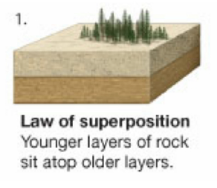 1.
Law of superposition
Younger layers of rock
sit atop older layers.